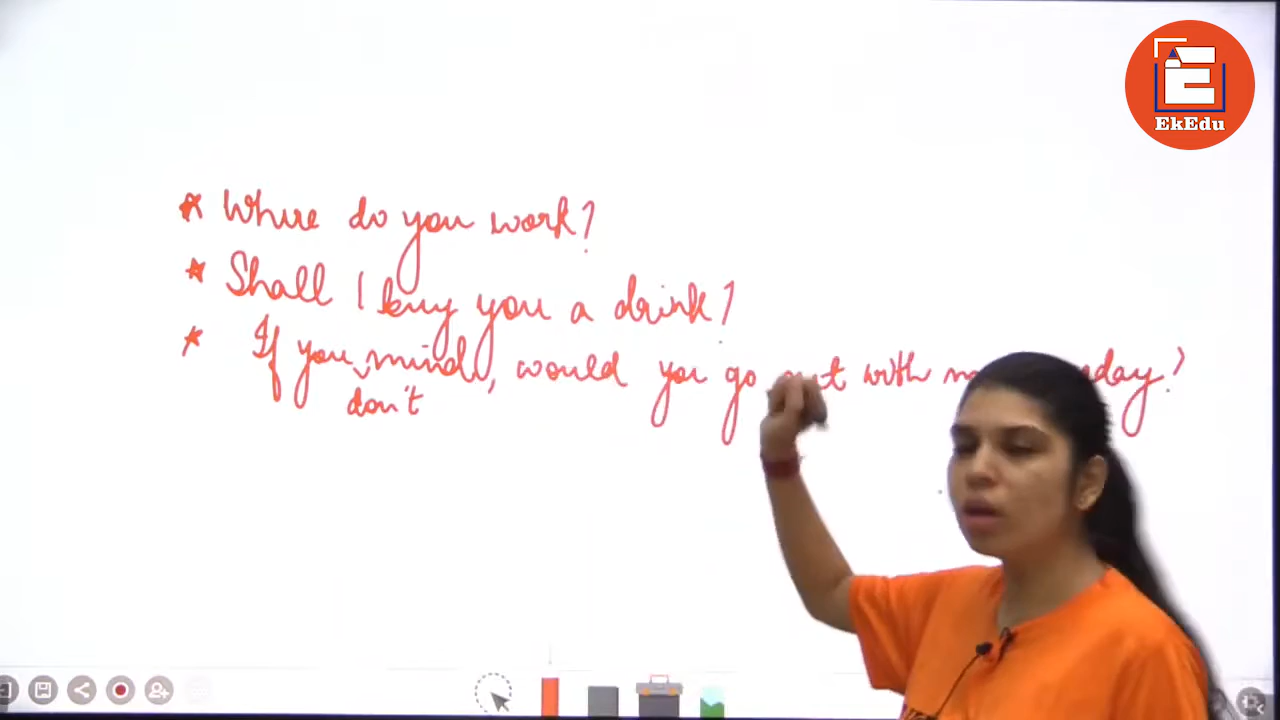 EkEdu
* Where do you work?
* Shall I buy you a drink?
* If you mind, would you go out with
don't